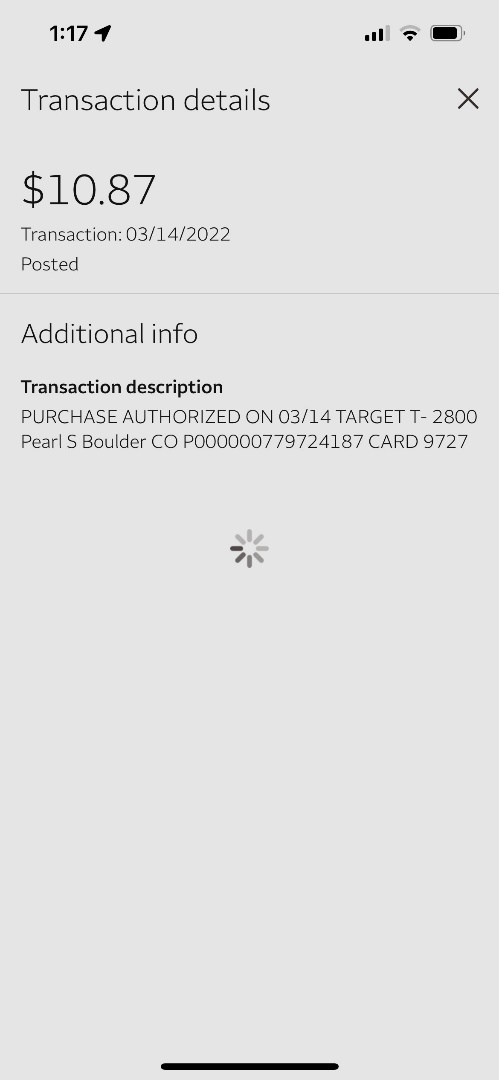 1:17
Transaction details
$10.87
Transaction: 03/14/2022
Posted
Additional info
Transaction description
PURCHASE AUTHORIZED ON 03/14 TARGET T- 2800
Pearl S Boulder CO P000000779724187 CARD 9727